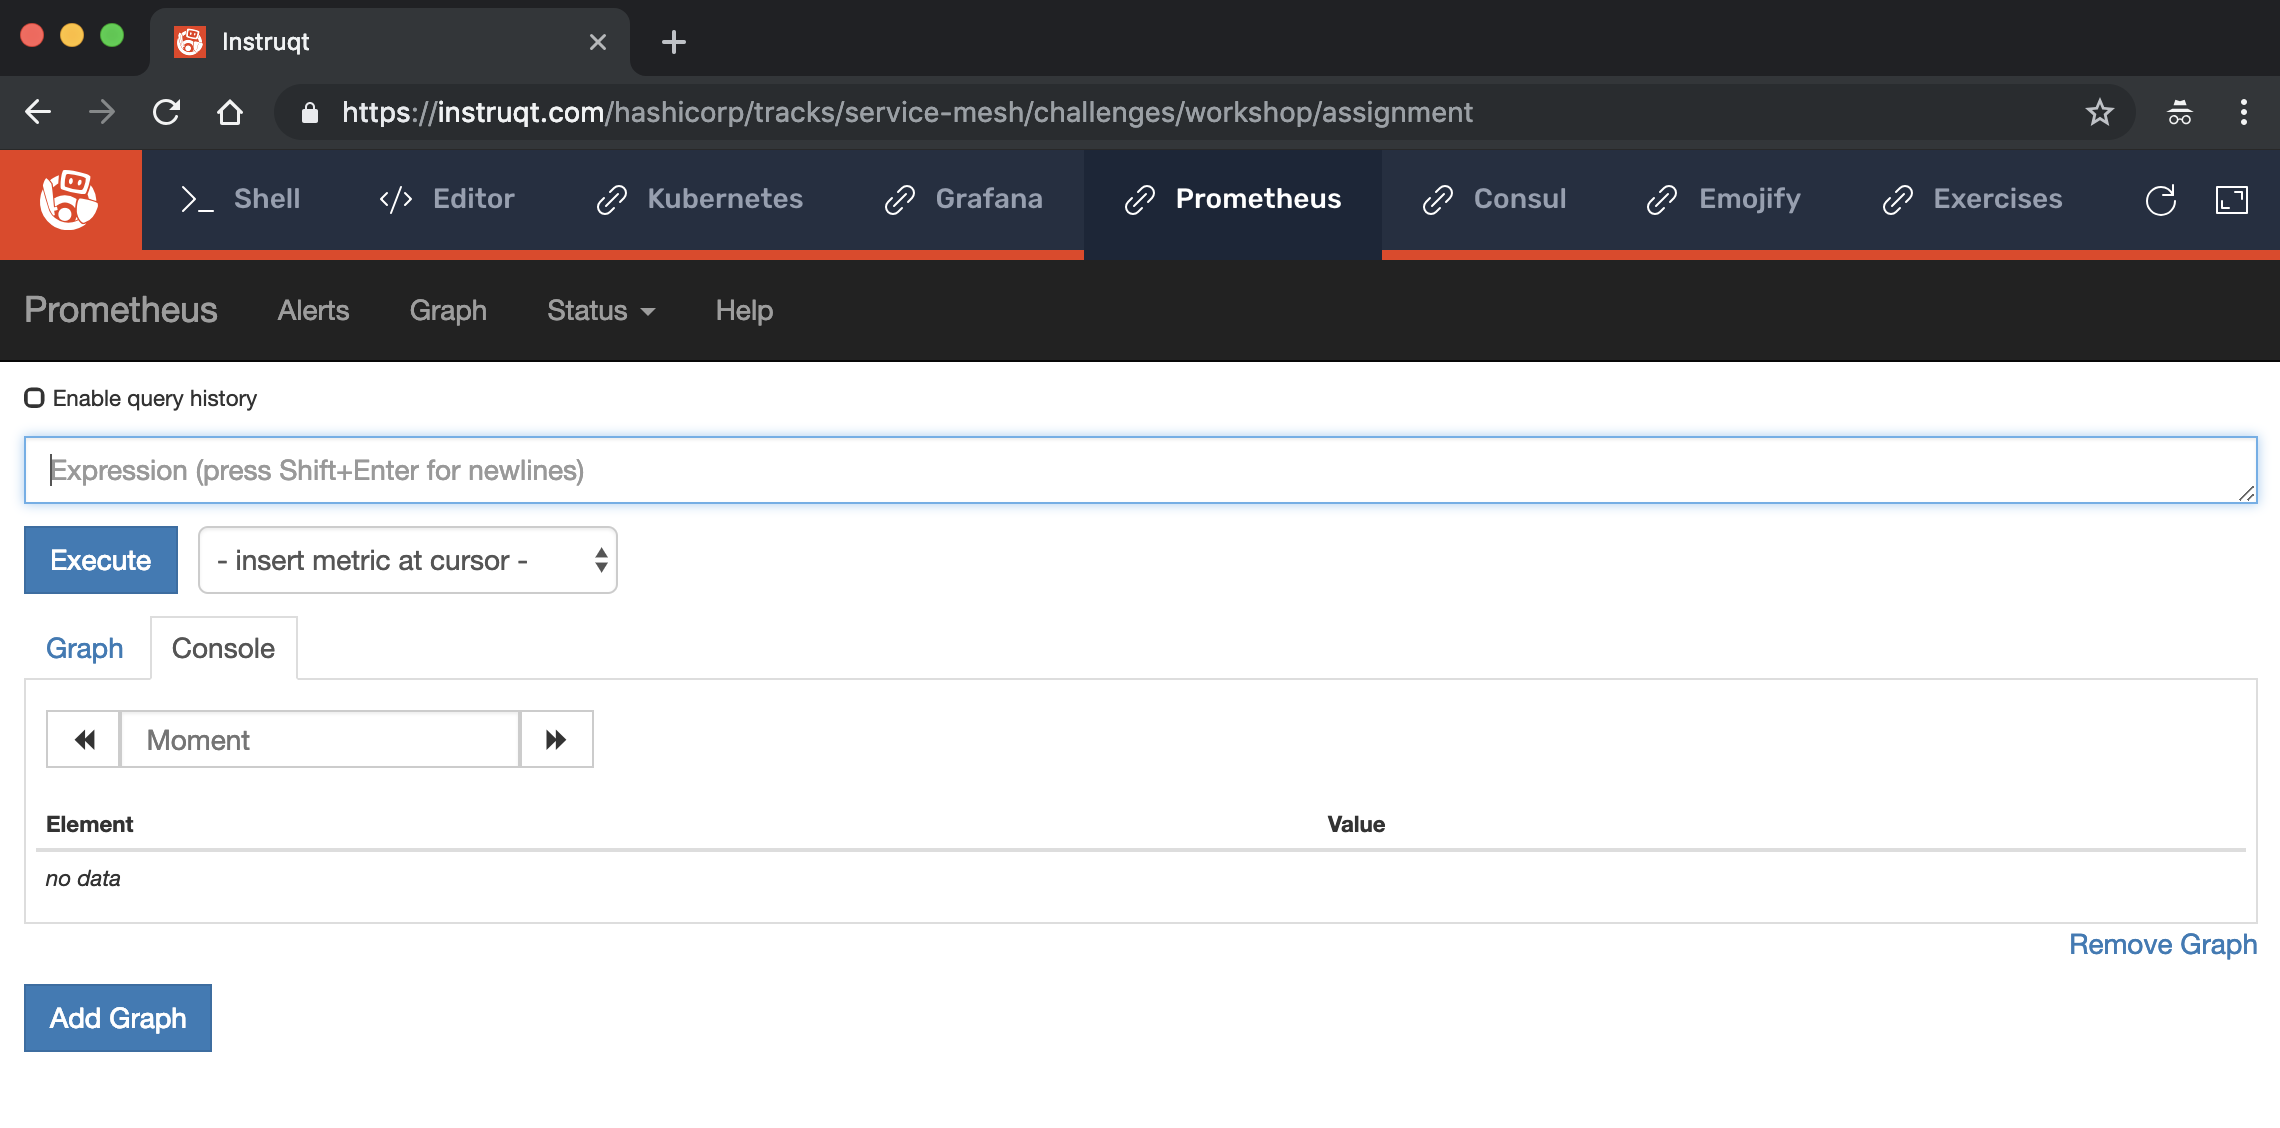 Instruqt
https://instruqt.com/hashicorp/tracks/service-mesh/challenges/workshop/assignment
Shell Editor Kubernetes Grafana Prometheus Consul Emojify Exercises
Prometheus Alerts Graph Status Help
Enable query history
Expression (press Shift+Enter for newlines)
Execute - insert metric at cursor -
Graph Console
Moment
Element Value
no data
Remove Graph
Add Graph